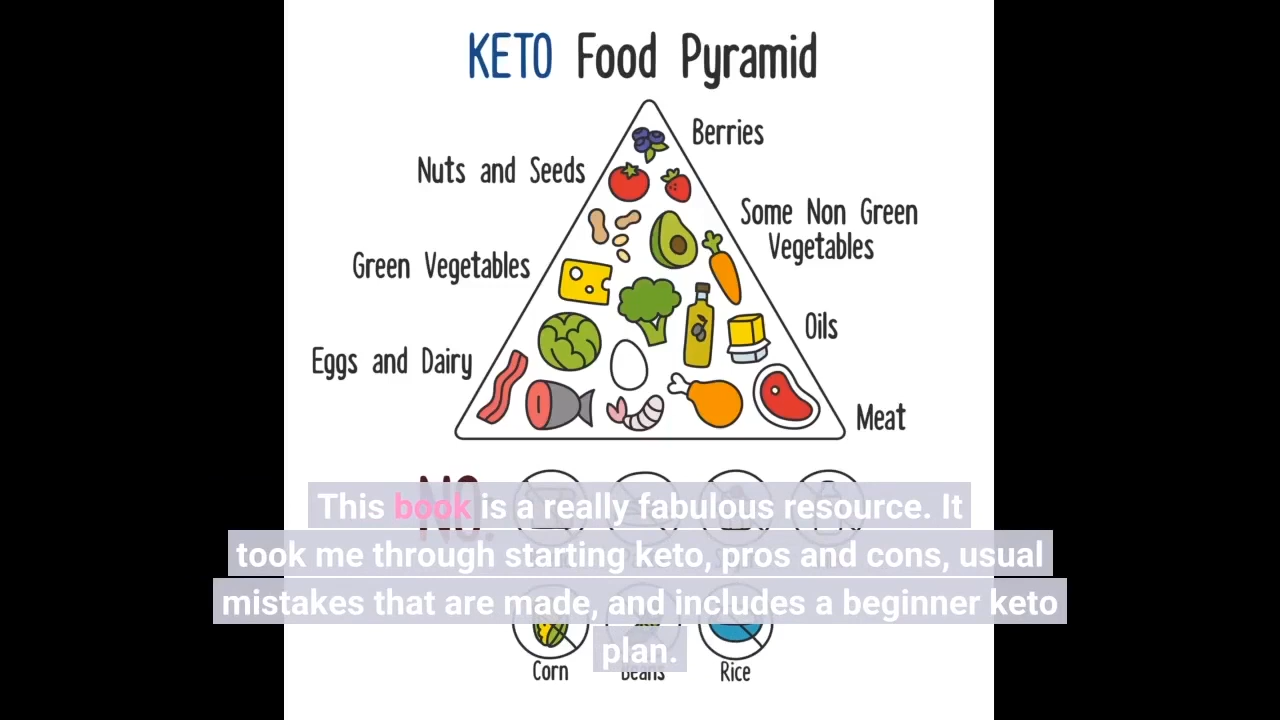 KETO Food Pyramid
Berries
Nuts and Seeds
Some Non Green
Vegetables
Green Vegetables
Oils
Eggs and Dairy
Meat
NO:
This book is a really fabulous resource. It
took me through starting keto, pros and cons, usual
mistakes that are made, and includes a beginner keto
plan.
Corn
Beans
Rice